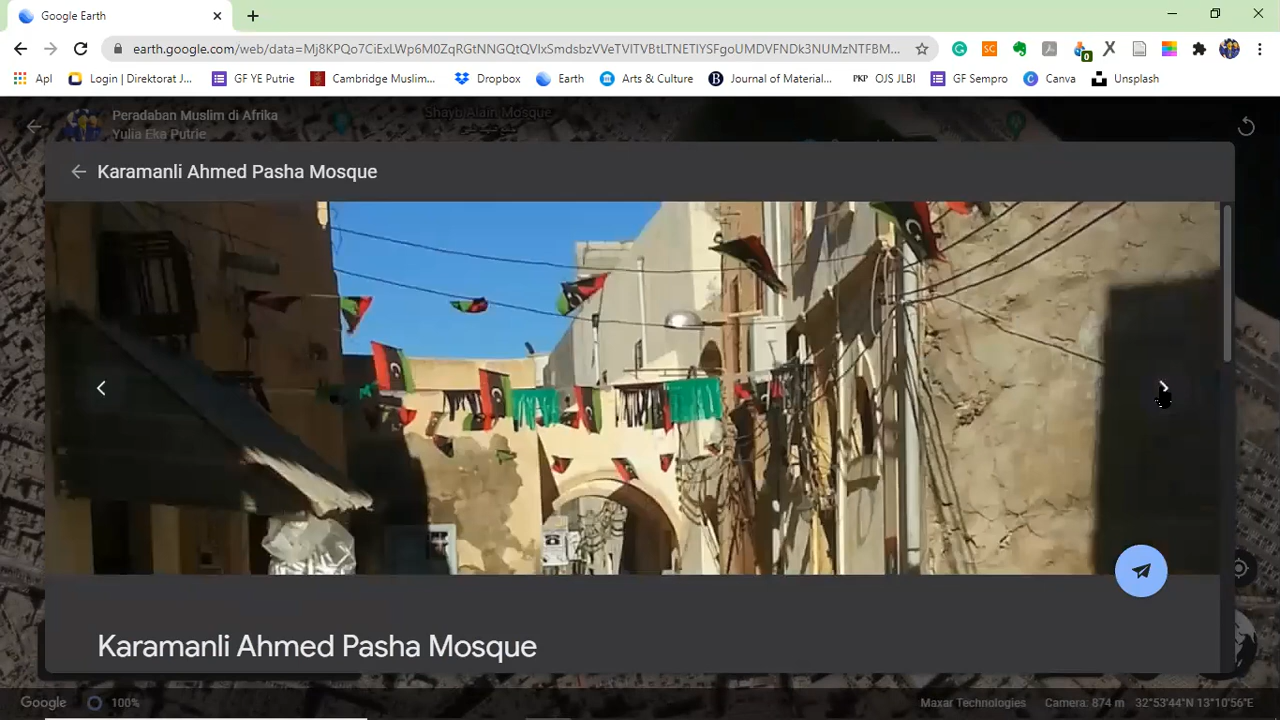 Google Earth
earth.google.com/web/data=Mj8KPQo7CiExLWp6M0ZqRGtNNGQtQVIxSmdsbzVVeTVITVBtLTNETlYSFgoUMDVFNDk3NUMzNTFBM...
Apl
Login | Direktorat J...
GF YE Putrie
Cambridge Muslim...
Dropbox
Earth
Arts & Culture
Journal of Material...
PKP OJS JLBI
GF Sempro
Canva
Unsplash
Peradaban Muslim di Afrika
Yulia Eka Putrie
Shayb Alain Mosque
Karamanli Ahmed Pasha Mosque
Karamanli Ahmed Pasha Mosque
Google
100%
Maxar Technologies
Camera: 874 m
32°53'44"N 13°10'56"E